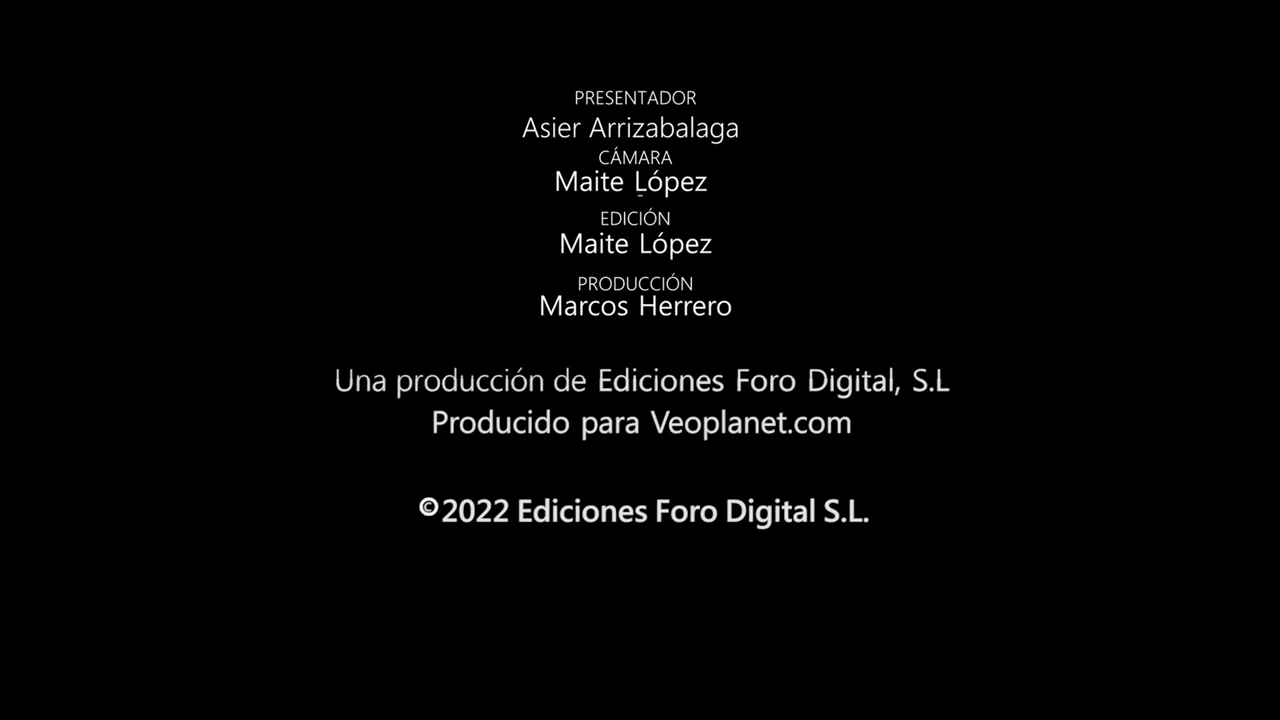 PRESENTADOR
Asier Arrizabalaga
CÁMARA
Maite López
EDICIÓN
Maite López
PRODUCCIÓN
Marcos Herrero
Una producción de Ediciones Foro Digital, S.L
Producido para Veoplanet.com
©2022 Ediciones Foro Digital S.L.